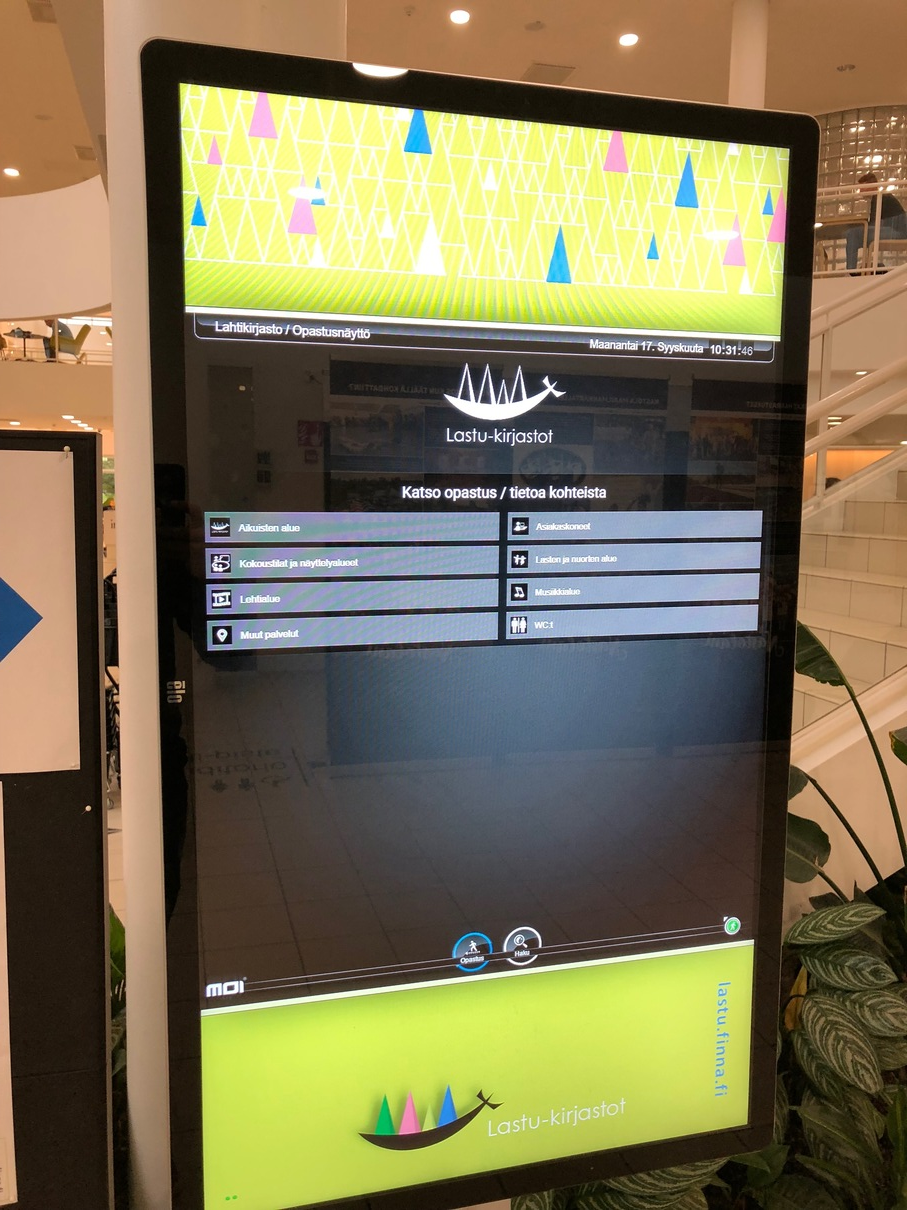 Lahtikirjasto / Opastusnäyttö
Maanantai 17. Syyskuuta 10:31:46
Lastu-kirjastot
Katso opastus / tietoa kohteista
Aikuisten alue
Asiakaskoneet
Kokoustilat ja näyttelyalueet
Lasten ja nuorten alue
Lehtialue
Musiikkialue
Muut palvelut
WC:t
elo
Opastus
Haku
moi
lastu.finna.fi
Lastu-kirjastot